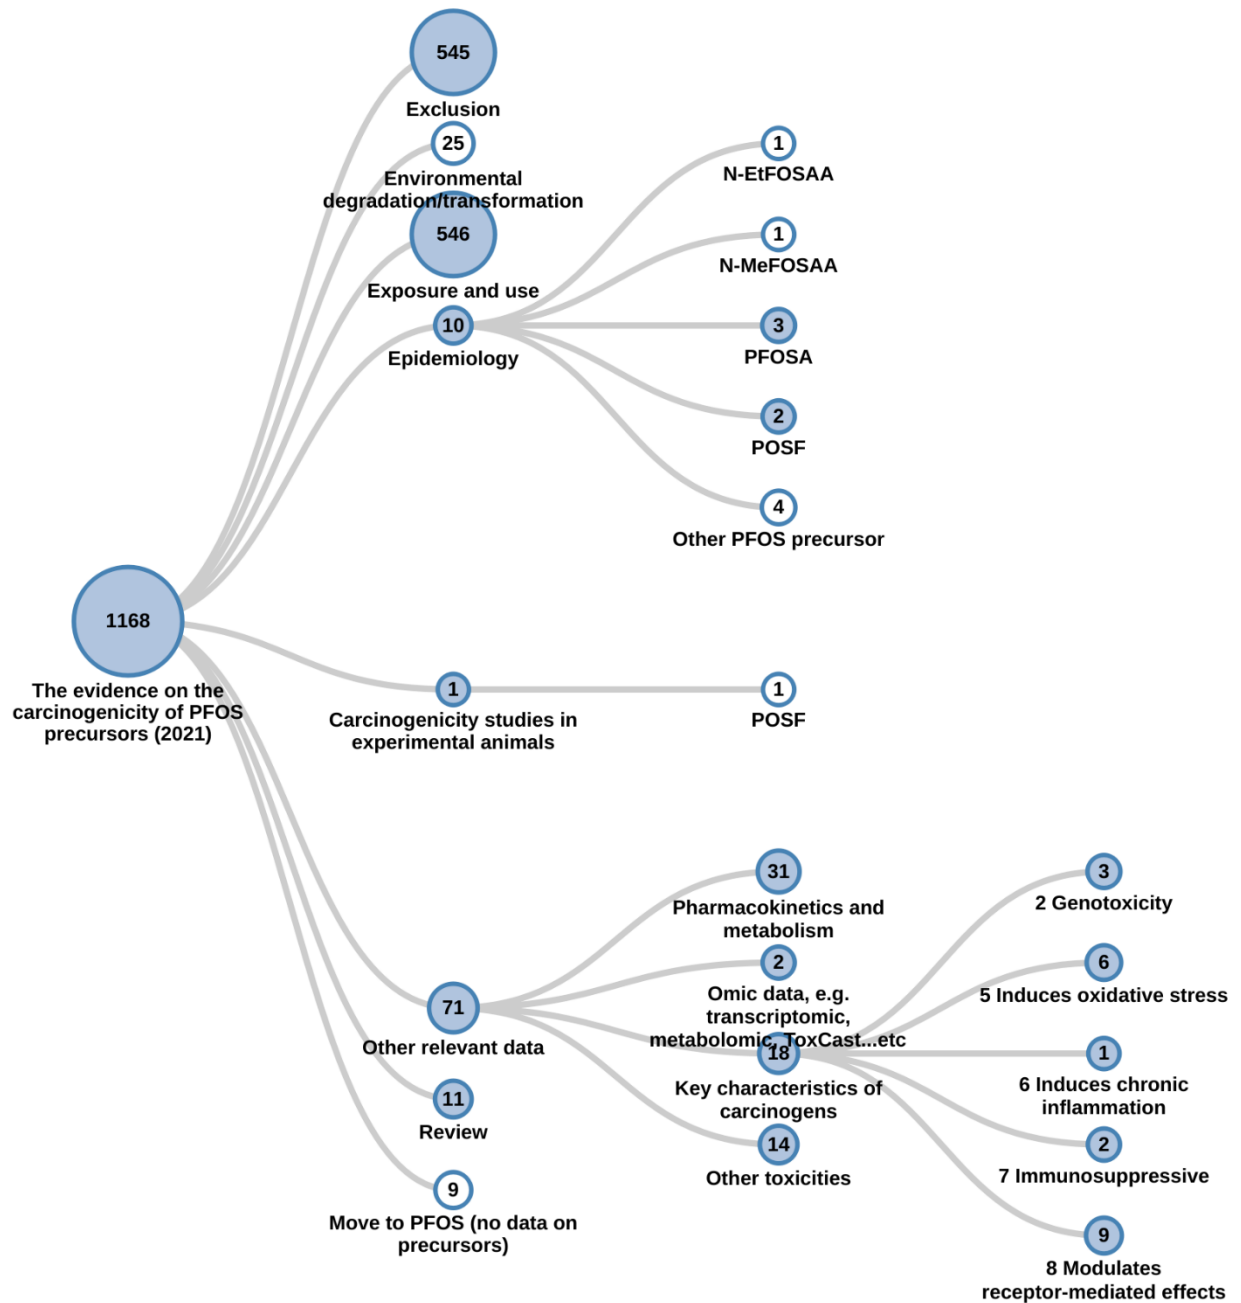 545
Exclusion
25
Environmental
degradation/transformation
546
Exposure and use
10
Epidemiology
1
N-EtFOSAA
1
N-MeFOSAA
3
PFOSA
2
POSF
4
Other PFOS precursor
1168
The evidence on the
carcinogenicity of PFOS
precursors (2021)
1
Carcinogenicity studies in
experimental animals
1
POSF
71
Other relevant data
31
Pharmacokinetics and
metabolism
2
Omic data, e.g.
transcriptomic,
metabolomic, ToxCast...etc
18
Key characteristics of
carcinogens
14
Other toxicities
3
2 Genotoxicity
6
5 Induces oxidative stress
1
6 Induces chronic
inflammation
2
7 Immunosuppressive
9
8 Modulates
receptor-mediated effects
11
Review
9
Move to PFOS (no data on
precursors)